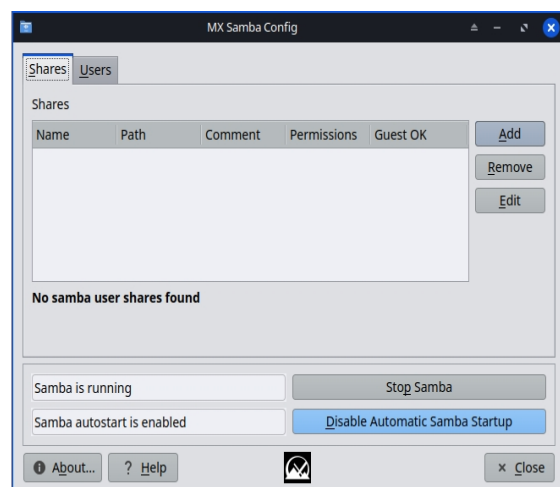 MX Samba Config
Shares Users
Shares
Name Path Comment Permissions Guest OK
Add
Remove
Edit
No samba user shares found
Samba is running
Stop Samba
Samba autostart is enabled
Disable Automatic Samba Startup
About...
? Help
Close